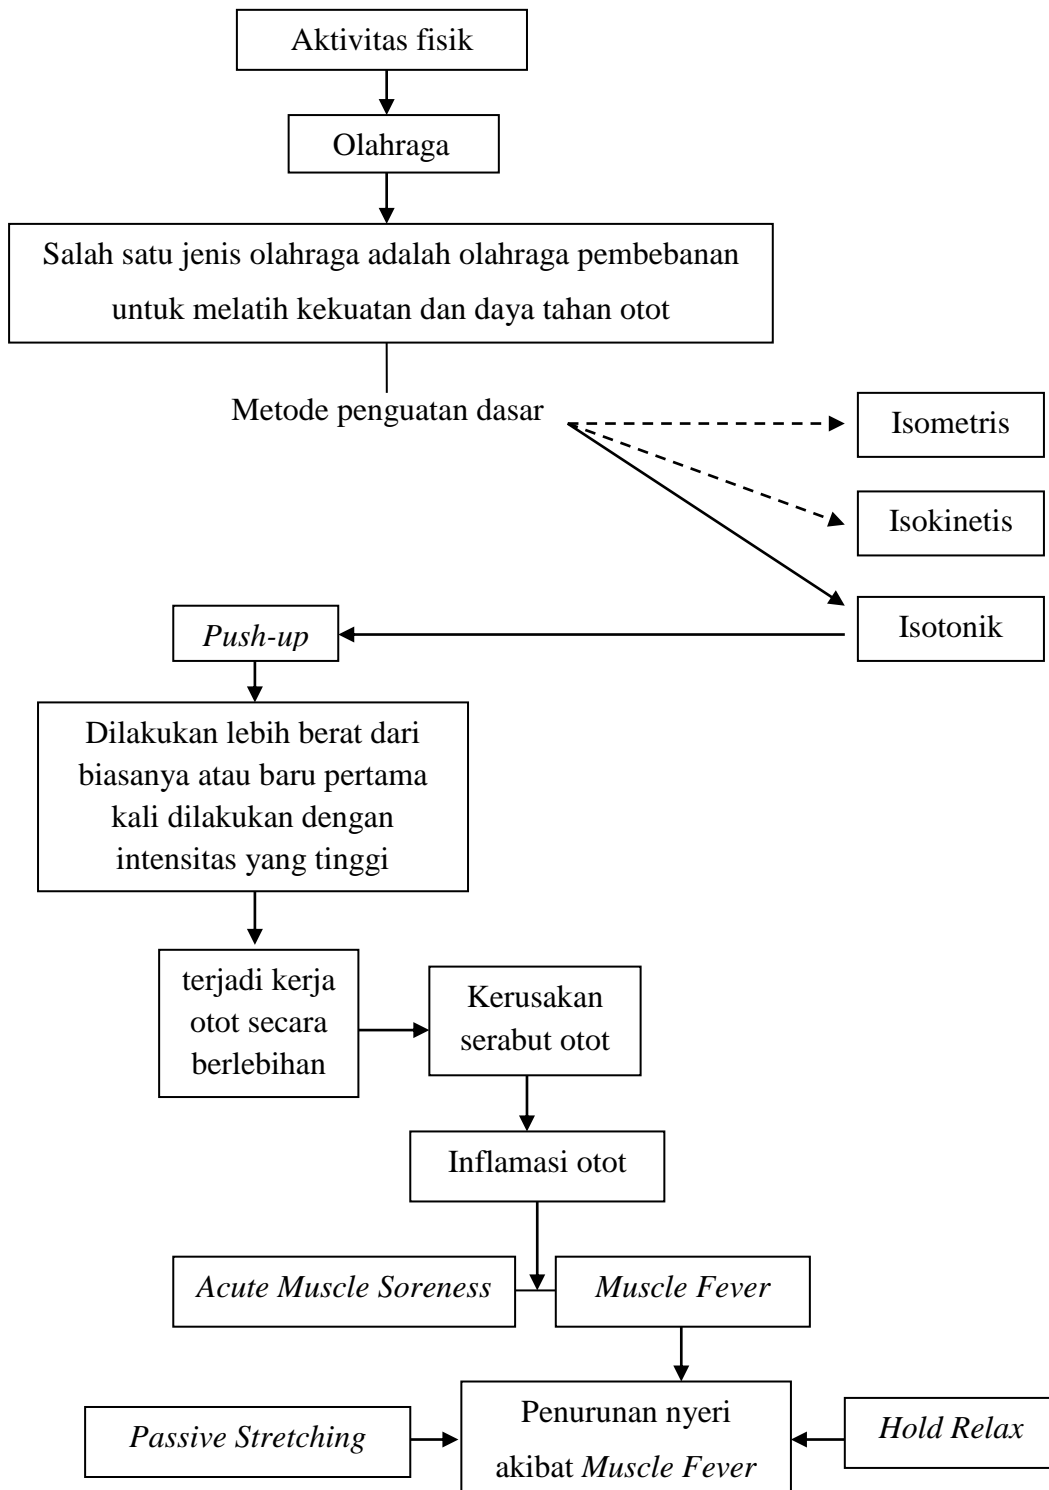 Aktivitas fisik
Olahraga
Salah satu jenis olahraga adalah olahraga pembebanan
untuk melatih kekuatan dan daya tahan otot
Metode penguatan dasar
Isometris
Isokinetis
Isotonik
Push-up
Dilakukan lebih berat dari
biasanya atau baru pertama
kali dilakukan dengan
intensitas yang tinggi
terjadi kerja
otot secara
berlebihan
Kerusakan
serabut otot
Inflamasi otot
Acute Muscle Soreness
Muscle Fever
Passive Stretching
Penurunan nyeri
akibat Muscle Fever
Hold Relax